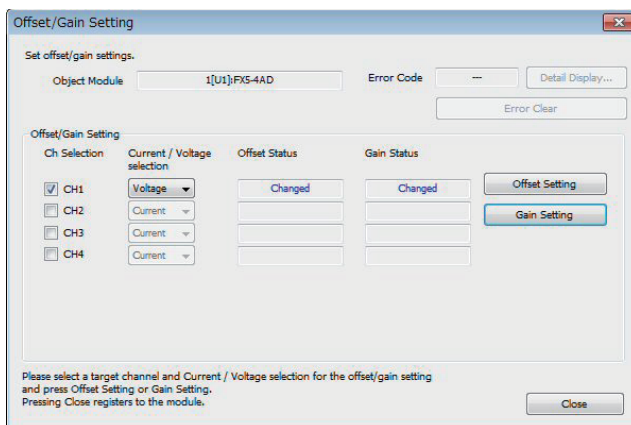 Offset/Gain Setting
Set offset/gain settings.
Object Module 1[U1]:FX5-4AD Error Code --- Detail Display...
Error Clear
Offset/Gain Setting
Ch Selection Current / Voltage selection Offset Status Gain Status
CH1 Voltage Changed Changed Offset Setting
CH2 Current Gain Setting
CH3 Current
CH4 Current
Please select a target channel and Current / Voltage selection for the offset/gain setting
and press Offset Setting or Gain Setting.
Pressing Close registers to the module.
Close